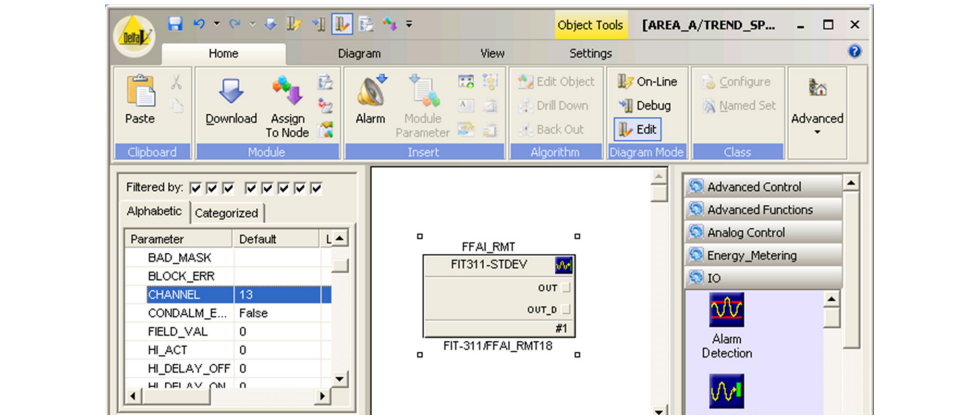 DeltaV
Object Tools [AREA_A/TREND_SP...
Home Diagram View Settings
Paste Download Assign To Node Alarm Module Parameter
Edit Object
Drill Down
Back Out
On-Line
Debug
Edit
Configure
Named Set
Advanced
Clipboard Module Insert Algorithm Diagram Mode Class
Filtered by:
Alphabetic Categorized
Parameter Default L
BAD_MASK
BLOCK_ERR
CHANNEL 13
CONDALM_E... False
FIELD_VAL 0
HI_ACT 0
HI_DELAY_OFF 0
HI_DELAY_ON 0
FFAI_RMT
FIT311-STDEV
OUT
OUT_D
#1
FIT-311/FFAI_RMT18
Advanced Control
Advanced Functions
Analog Control
Energy_Metering
IO
Alarm
Detection